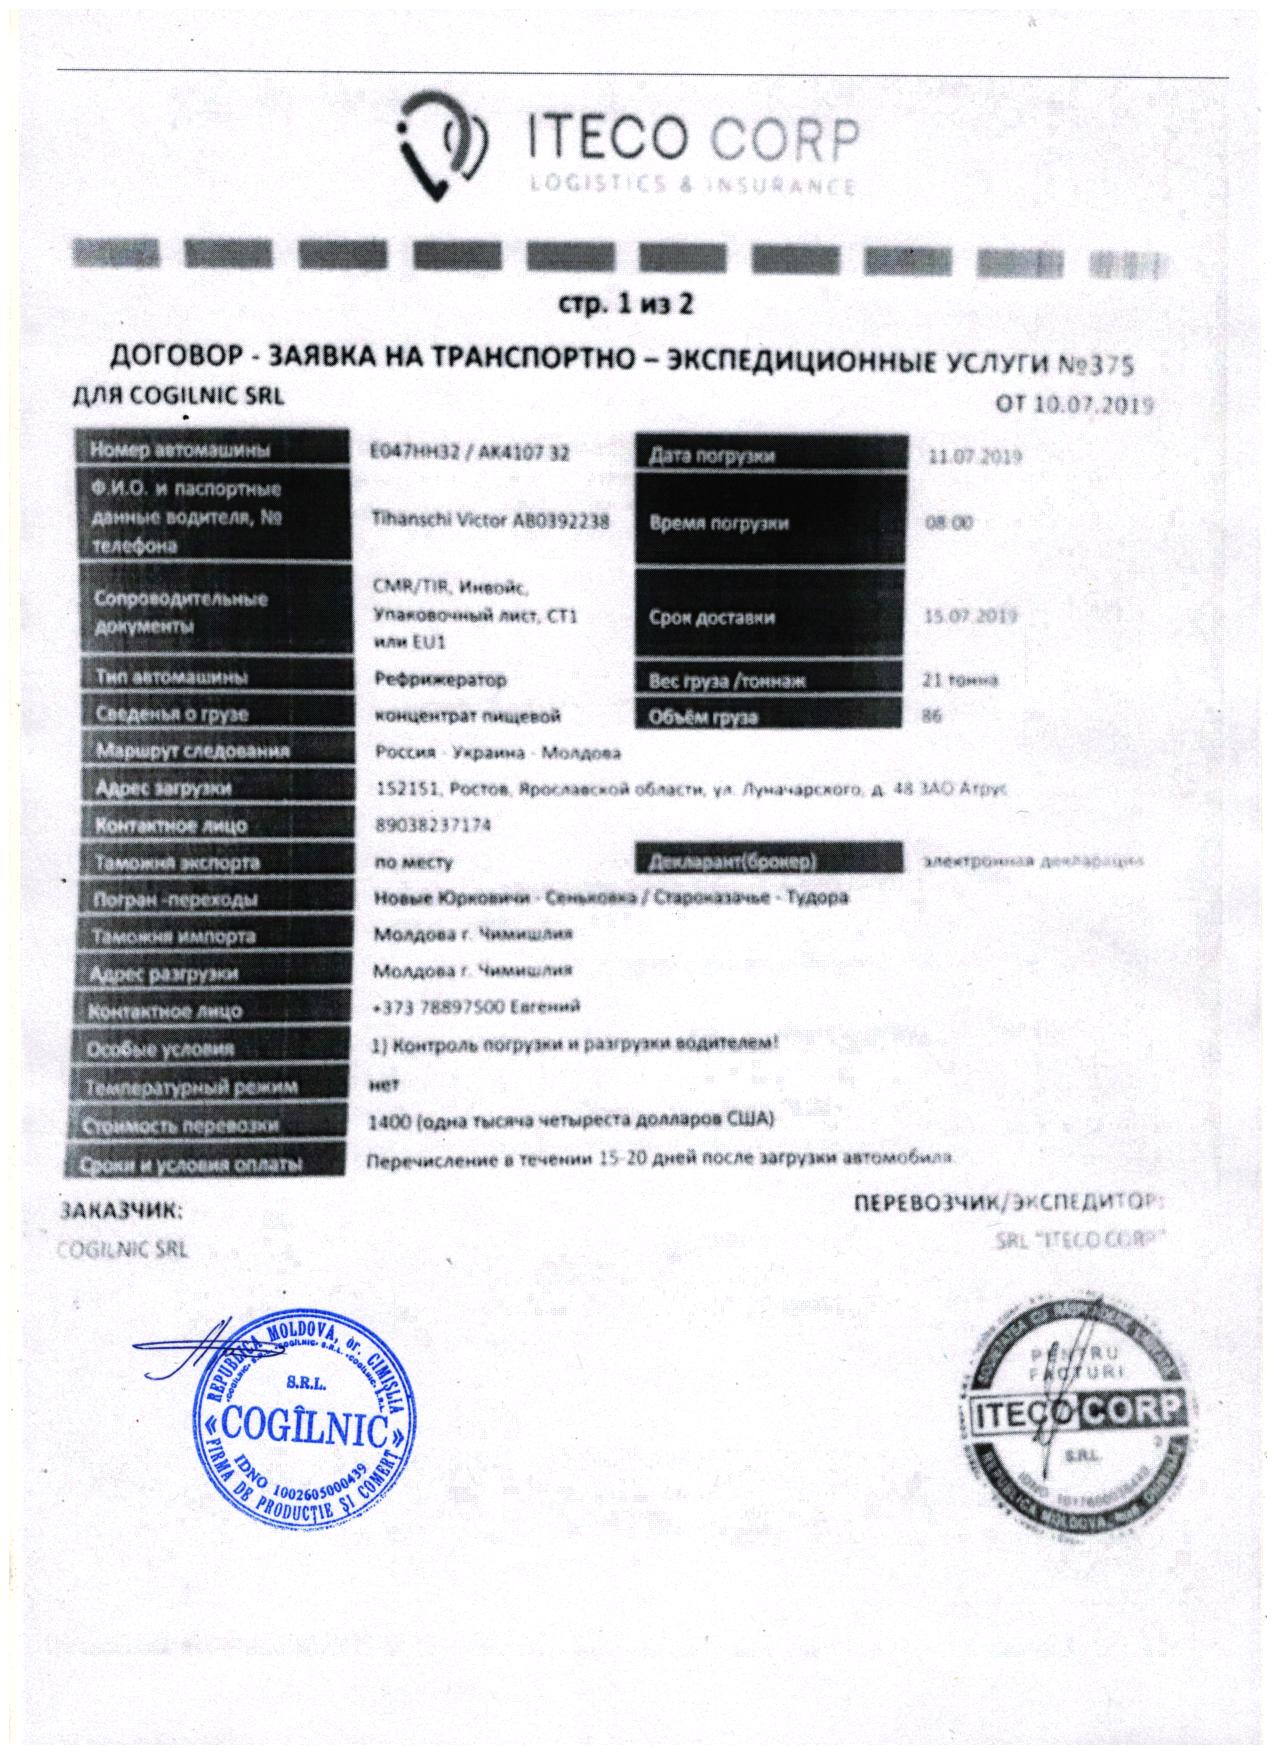 ITECO CORP
LOGISTICS & INSURANCE
стр. 1 из 2
ДОГОВОР - ЗАЯВКА НА ТРАНСПОРТНО – ЭКСПЕДИЦИОННЫЕ УСЛУГИ №375
ДЛЯ COGILNIC SRL
ОТ 10.07.2019
Номер автомашины E047HH32 / AK4107 32 Дата погрузки 11.07.2019
Ф.И.О. и паспортные
данные водителя, №
телефона
Tihanschi Victor AB0392238 Время погрузки 08:00
Сопроводительные
документы
CMR/TIR, Инвойс,
Упаковочный лист, СТ1
или EU1
Срок доставки 15.07.2019
Тип автомашины Рефрижератор Вес груза /тоннаж 21 тонна
Сведенья о грузе концентрат пищевой Объём груза 86
Маршрут следования Россия - Украина - Молдова
Адрес загрузки 152151, Ростов, Ярославской области, ул. Луначарского, д. 48 ЗАО Атрус
Контактное лицо 89038237174
Таможня экспорта по месту Декларант(брокер) электронная декларация
Погран -переходы Новые Юрковичи - Сеньковка / Староказачье - Тудора
Таможня импорта Молдова г. Чимишлия
Адрес разгрузки Молдова г. Чимишлия
Контактное лицо +373 78897500 Евгений
Особые условия 1) Контроль погрузки и разгрузки водителем!
Температурный режим нет
Стоимость перевозки 1400 (одна тысяча четыреста долларов США)
Сроки и условия оплаты Перечисление в течении 15-20 дней после загрузки автомобиля.
ЗАКАЗЧИК:
ПЕРЕВОЗЧИК/ЭКСПЕДИТОР:
COGILNIC SRL
SRL "ITECO CORP"
REPUBLICA MOLDOVA, or. CIMISLIA
S.R.L.
COGÎLNIC
IDNO 1002605000439
FIRMA DE PRODUCŢIE ŞI COMERŢ
PENTRU
FACTURI
ITECO CORP
S.R.L.
REPUBLICA MOLDOVA